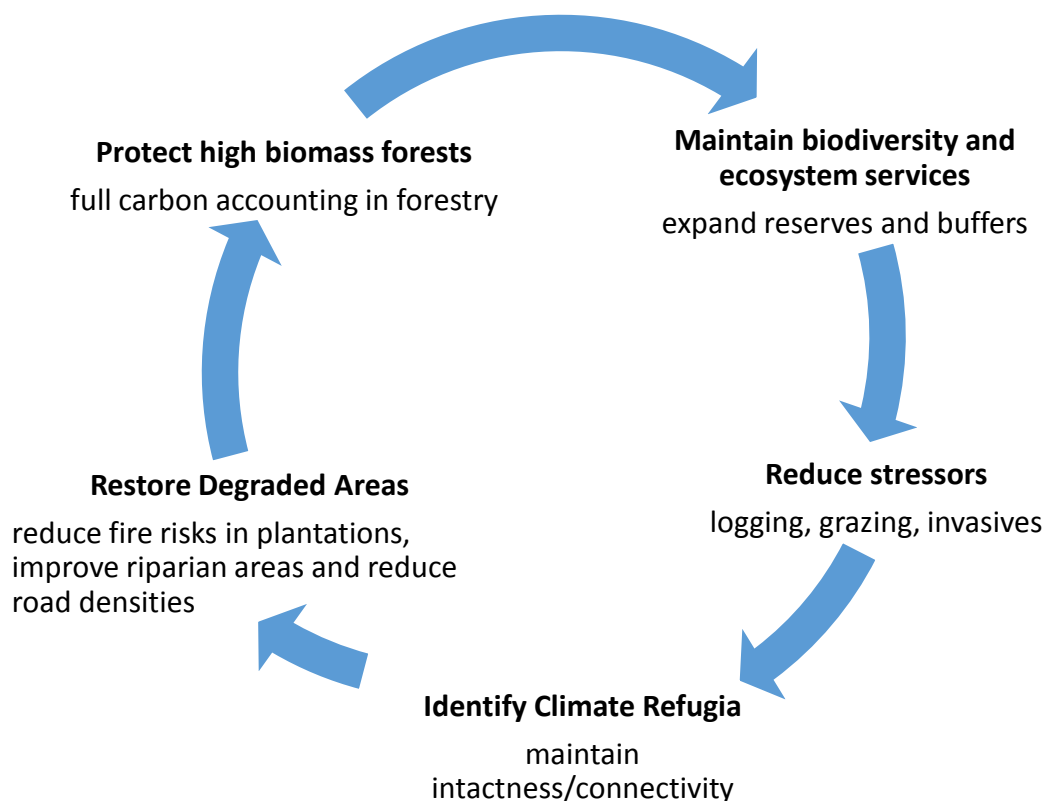 Protect high biomass forests
full carbon accounting in forestry
Maintain biodiversity and
ecosystem services
expand reserves and buffers
Reduce stressors
logging, grazing, invasives
Identify Climate Refugia
maintain
intactness/connectivity
Restore Degraded Areas
reduce fire risks in plantations,
improve riparian areas and reduce
road densities